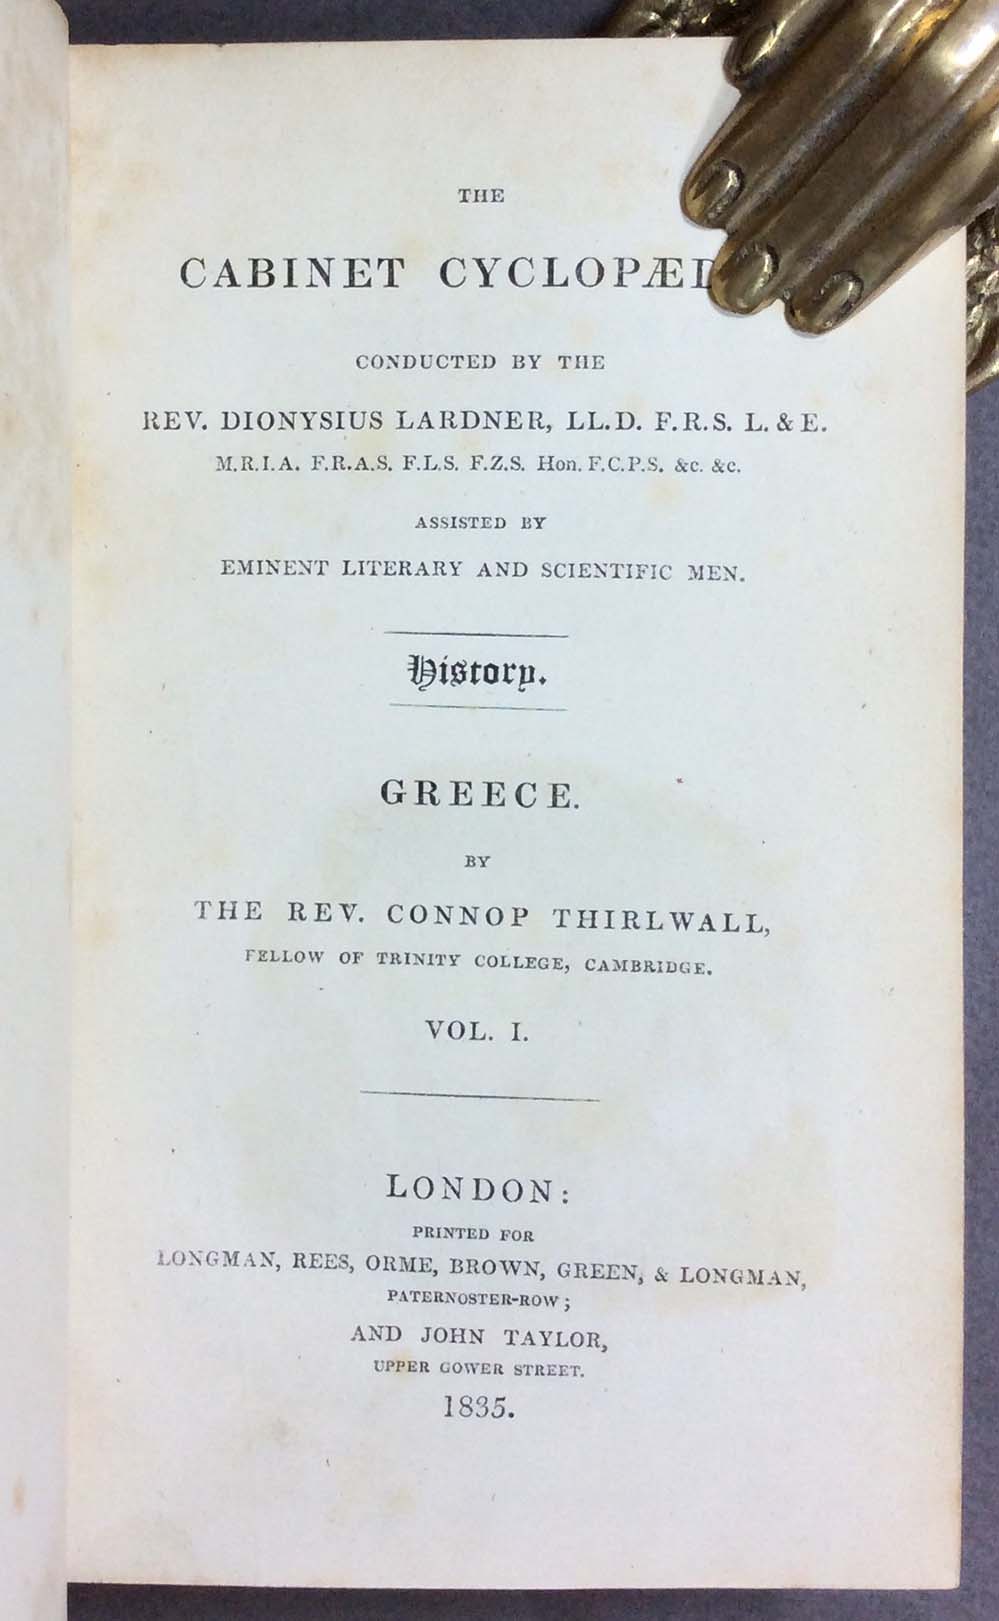 THE
CABINET CYCLOPÆD
CONDUCTED BY THE
REV. DIONYSIUS LARDNER, LL.D. F.R.S. L. & E.
M.R.I.A. F.R.A.S. F.L.S. F.Z.S. Hon. F.C.P.S. &c. &c.
ASSISTED BY
EMINENT LITERARY AND SCIENTIFIC MEN.
History.
GREECE.
BY
THE REV. CONNOP THIRLWALL,
FELLOW OF TRINITY COLLEGE, CAMBRIDGE.
VOL. I.
LONDON:
PRINTED FOR
LONGMAN, REES, ORME, BROWN, GREEN, & LONGMAN,
PATERNOSTER-ROW;
AND JOHN TAYLOR,
UPPER GOWER STREET.
1835.